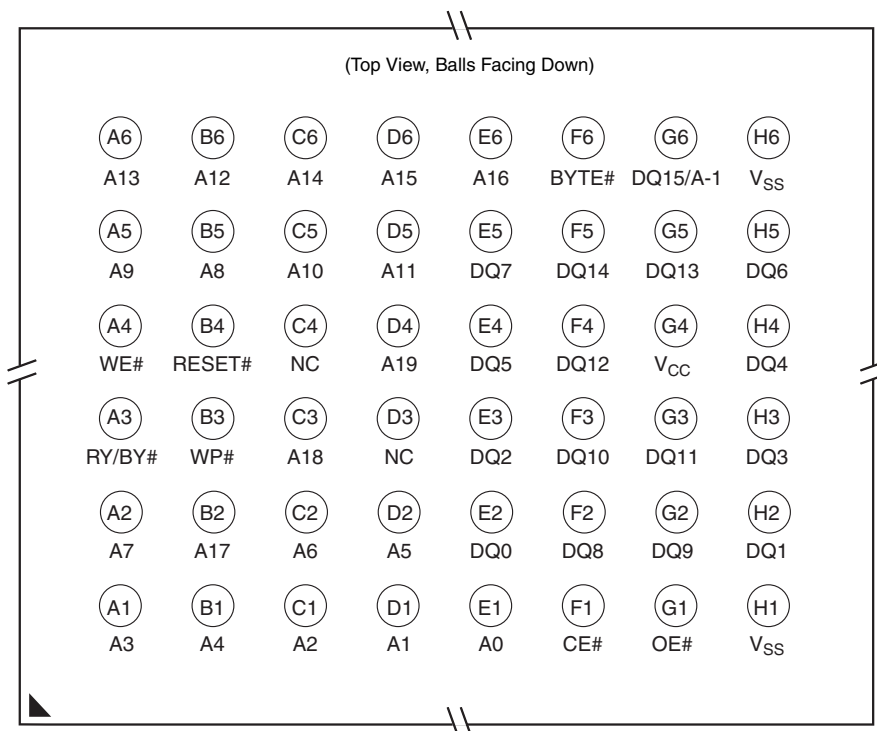 (Top View, Balls Facing Down)
A6 B6 C6 D6 E6 F6 G6 H6
A13 A12 A14 A15 A16 BYTE# DQ15/A-1 VSS
A5 B5 C5 D5 E5 F5 G5 H5
A9 A8 A10 A11 DQ7 DQ14 DQ13 DQ6
A4 B4 C4 D4 E4 F4 G4 H4
WE# RESET# NC A19 DQ5 DQ12 VCC DQ4
A3 B3 C3 D3 E3 F3 G3 H3
RY/BY# WP# A18 NC DQ2 DQ10 DQ11 DQ3
A2 B2 C2 D2 E2 F2 G2 H2
A7 A17 A6 A5 DQ0 DQ8 DQ9 DQ1
A1 B1 C1 D1 E1 F1 G1 H1
A3 A4 A2 A1 A0 CE# OE# VSS